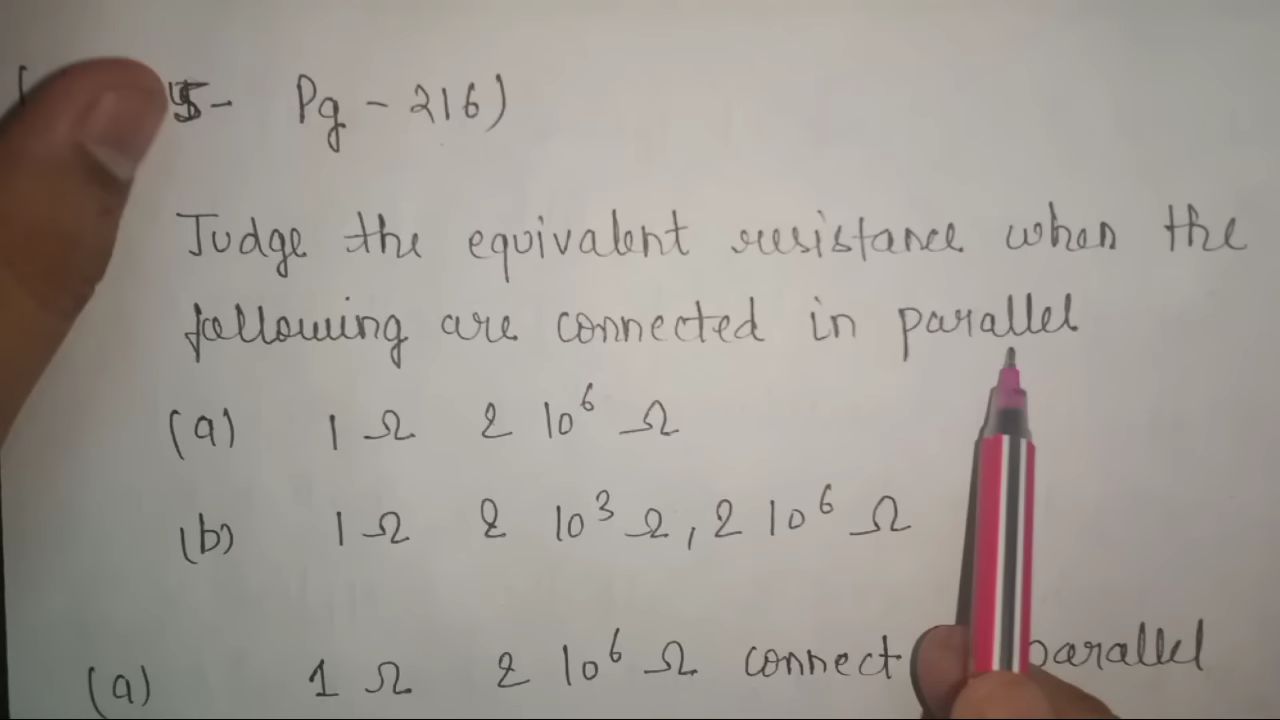 5- Pg - 216)
Judge the equivalent resistance when the
following are connected in parallel
(a) 1 Ω & 10⁶ Ω
(b) 1 Ω & 10³ Ω, & 10⁶ Ω
(a) 1 Ω & 10⁶ Ω connect parallel